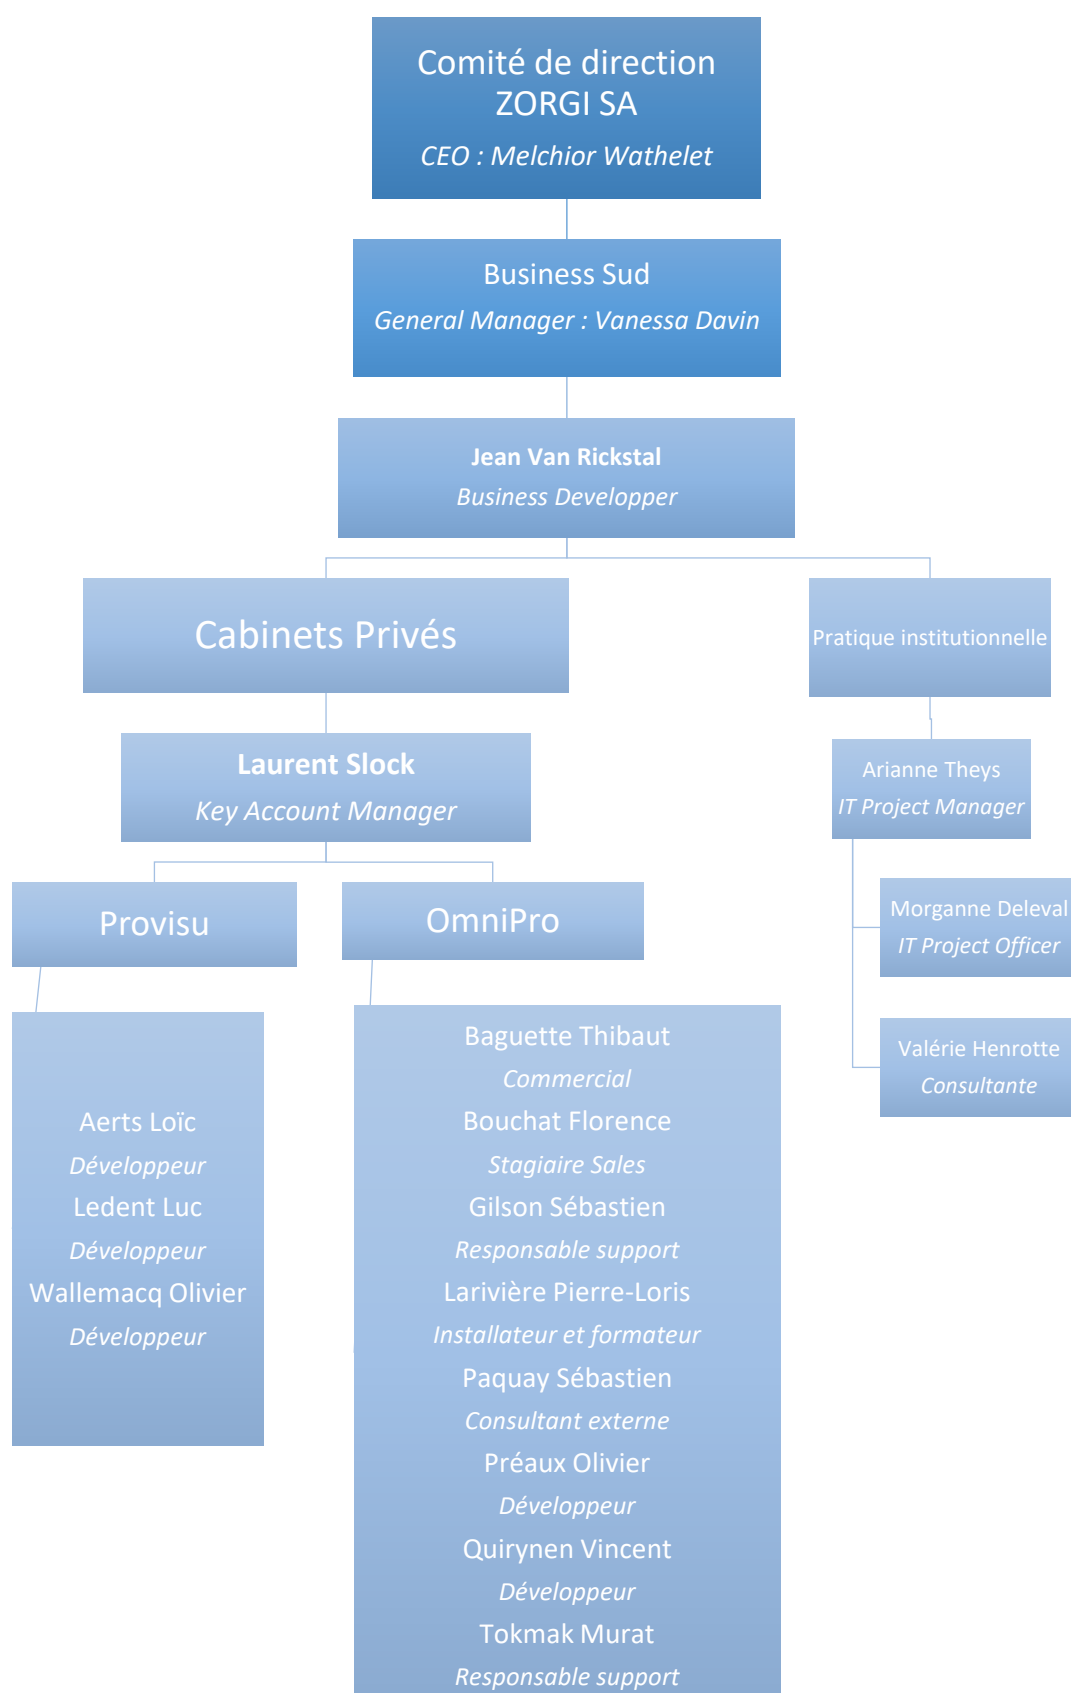 Comité de direction
ZORGI SA
CEO : Melchior Wathelet
Business Sud
General Manager : Vanessa Davin
Jean Van Rickstal
Business Developper
Cabinets Privés
Pratique institutionnelle
Laurent Slock
Key Account Manager
Arianne Theys
IT Project Manager
Provisu
OmniPro
Morganne Deleval
IT Project Officer
Valérie Henrotte
Consultante
Aerts Loïc
Développeur
Ledent Luc
Développeur
Wallemacq Olivier
Développeur
Baguette Thibaut
Commercial
Bouchat Florence
Stagiaire Sales
Gilson Sébastien
Responsable support
Larivière Pierre-Loris
Installateur et formateur
Paquay Sébastien
Consultant externe
Préaux Olivier
Développeur
Quirynen Vincent
Développeur
Tokmak Murat
Responsable support